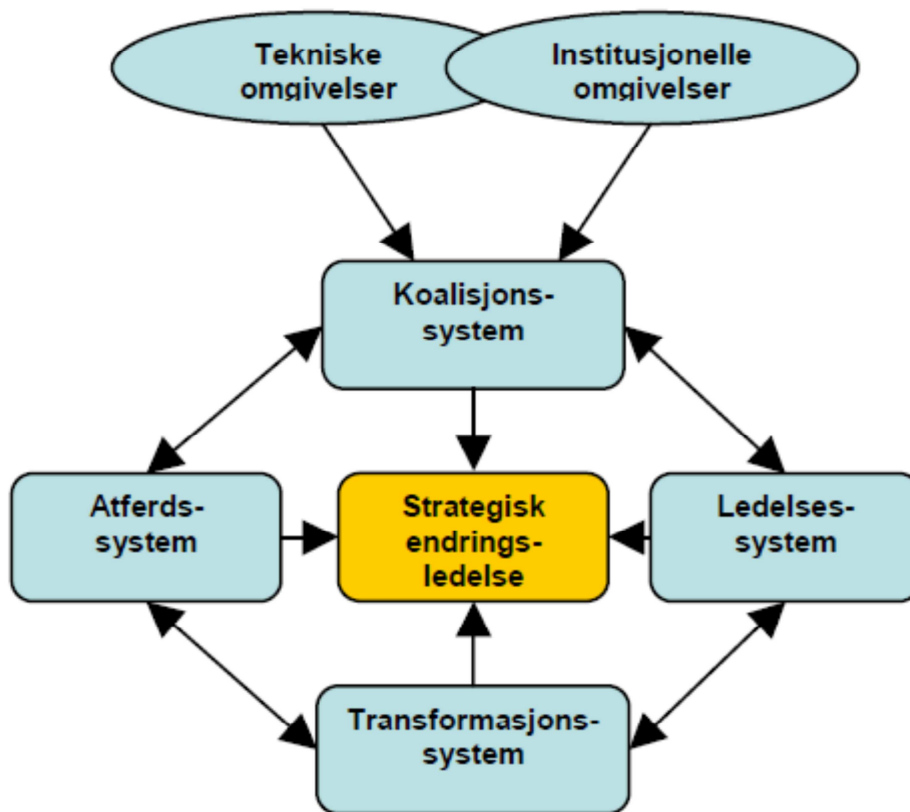 Tekniske
omgivelser
Institusjonelle
omgivelser
Koalisjons-
system
Atferds-
system
Strategisk
endrings-
ledelse
Ledelses-
system
Transformasjons-
system